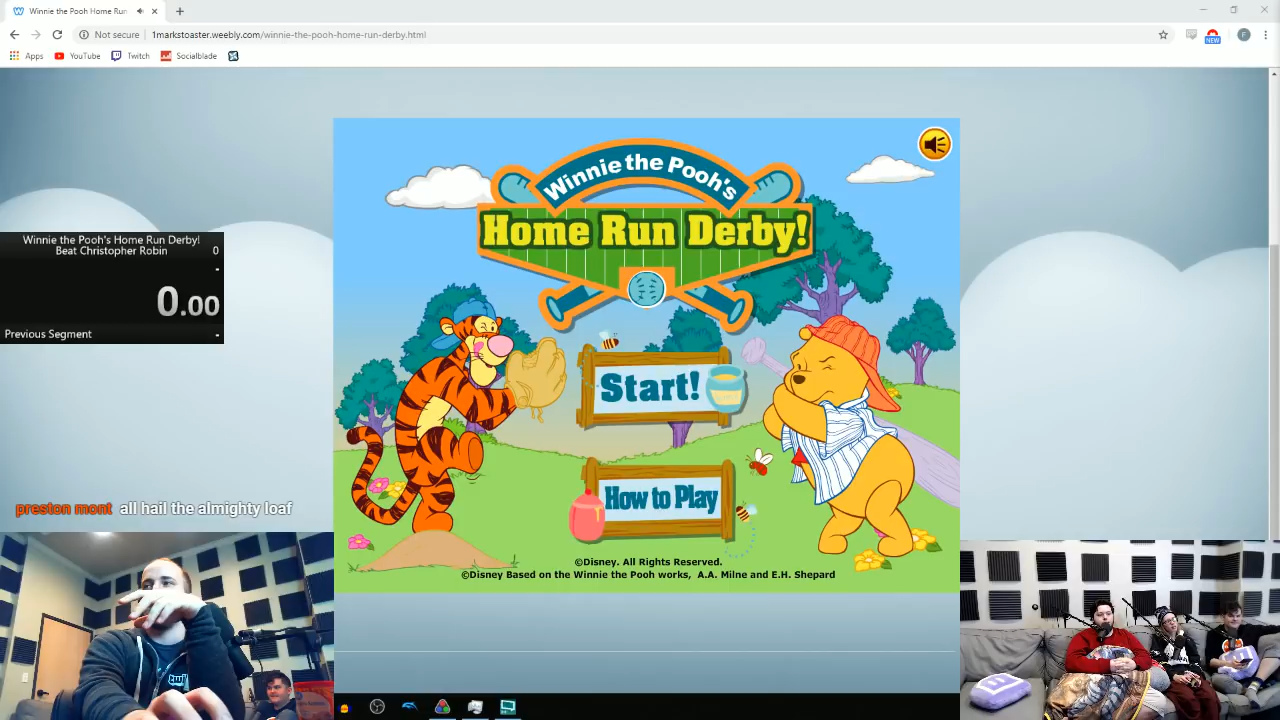 Winnie the Pooh Home Run
Not secure
1markstoaster.weebly.com/winnie-the-pooh-home-run-derby.html
NEW
F
Apps
YouTube
Twitch
Socialblade
Winnie the Pooh's
Home Run Derby!
Winnie the Pooh's Home Run Derby!
Beat Christopher Robin 0
-
0.00
Previous Segment -
Start!
How to Play
preston mont all hail the almighty loaf
©Disney. All Rights Reserved.
©Disney Based on the Winnie the Pooh works, A.A. Milne and E.H. Shepard